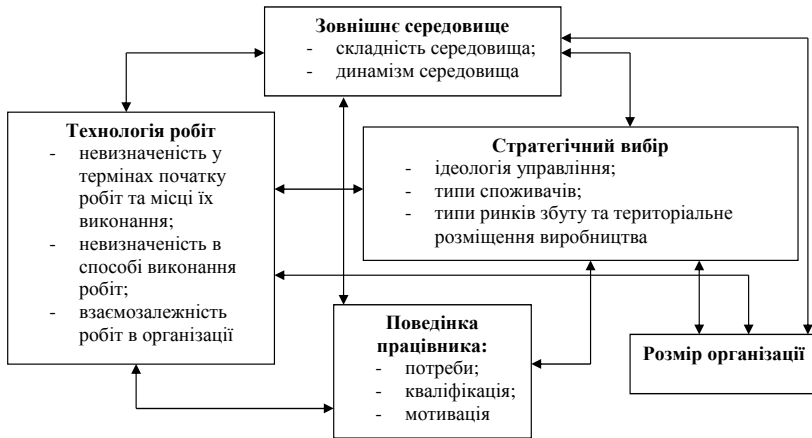 Зовнішнє середовище
- складність середовища;
- динамізм середовища
Технологія робіт
- невизначеність у
термінах початку
робіт та місці їх
виконання;
- невизначеність в
способі виконання
робіт;
- взаємозалежність
робіт в організації
Стратегічний вибір
- ідеологія управління;
- типи споживачів;
- типи ринків збуту та територіальне
розміщення виробництва
Поведінка
працівника:
- потреби;
- кваліфікація;
- мотивація
Розмір організації